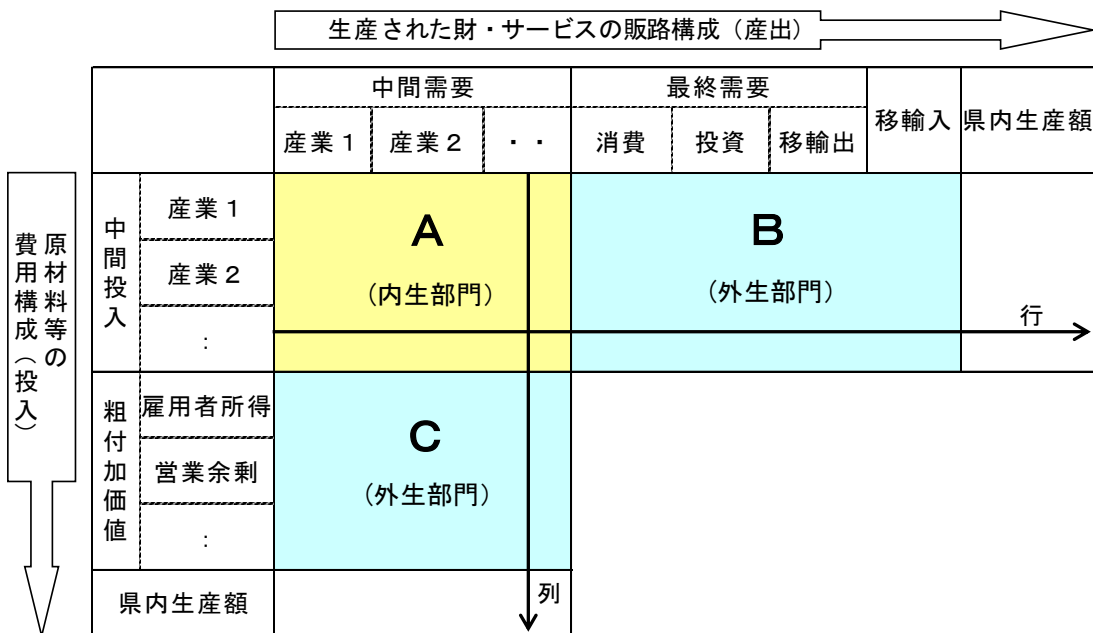 生産された財・サービスの販路構成（産出）
中間需要
最終需要
移輸入
県内生産額
産業１
産業２
・・
消費
投資
移輸出
原材料等の
費用構成（投入）
中間投入
産業１
産業２
：
A
（内生部門）
B
（外生部門）
行
粗付加価値
雇用者所得
営業余剰
：
C
（外生部門）
県内生産額
列